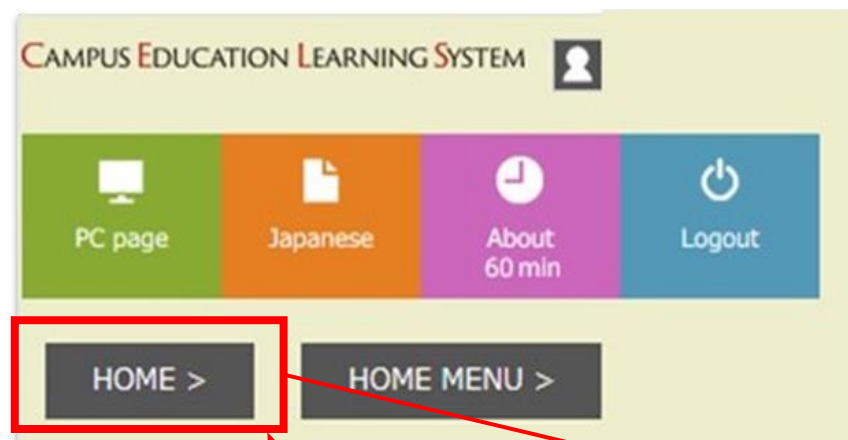 CAMPUS EDUCATION LEARNING SYSTEM
PC page
Japanese
About
60 min
Logout
HOME >
HOME MENU >